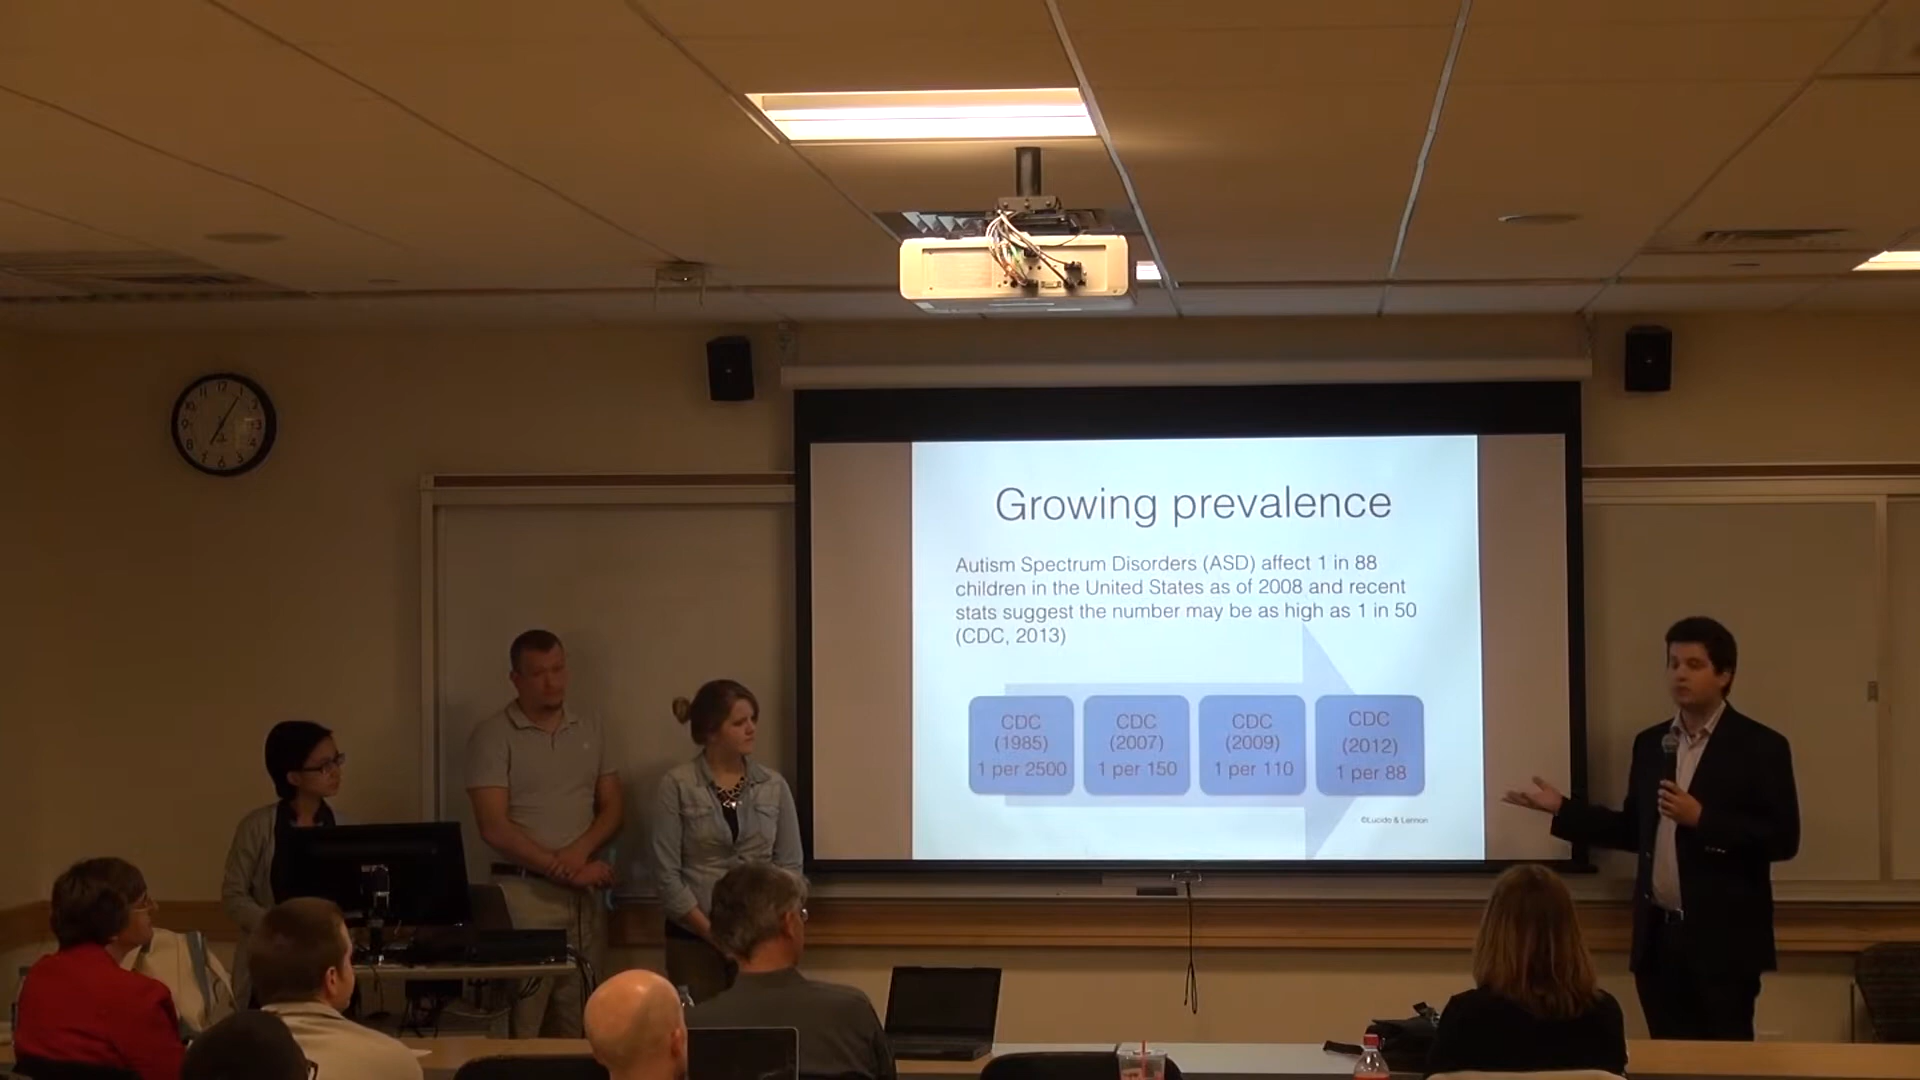 Growing prevalence
Autism Spectrum Disorders (ASD) affect 1 in 88
children in the United States as of 2008 and recent
stats suggest the number may be as high as 1 in 50
(CDC, 2013)
CDC
(1985)
1 per 2500
CDC
(2007)
1 per 150
CDC
(2009)
1 per 110
CDC
(2012)
1 per 88
©Lucido & Lennon